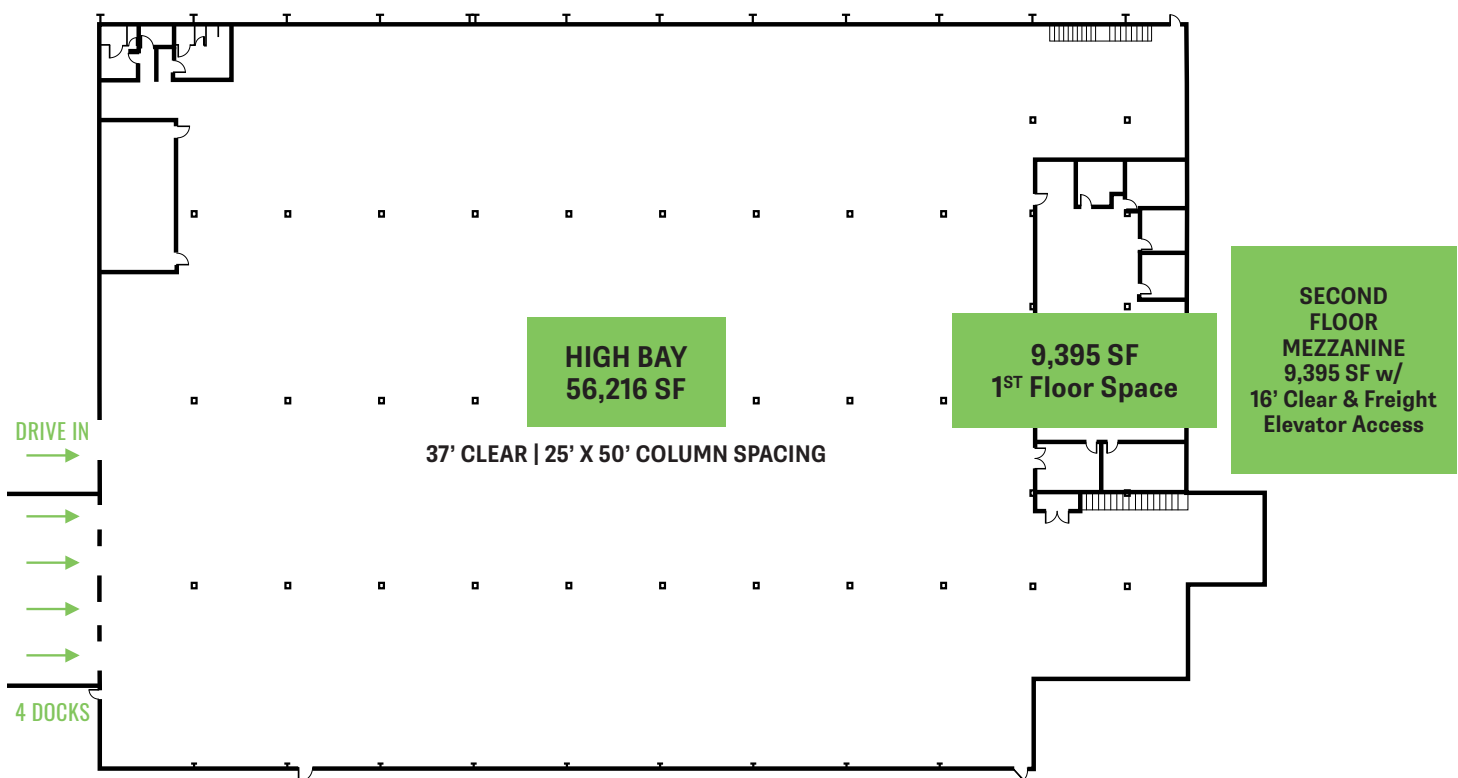 HIGH BAY
56,216 SF
37’ CLEAR | 25’ X 50’ COLUMN SPACING
9,395 SF
1ST Floor Space
SECOND
FLOOR
MEZZANINE
9,395 SF w/
16’ Clear & Freight
Elevator Access
DRIVE IN
4 DOCKS